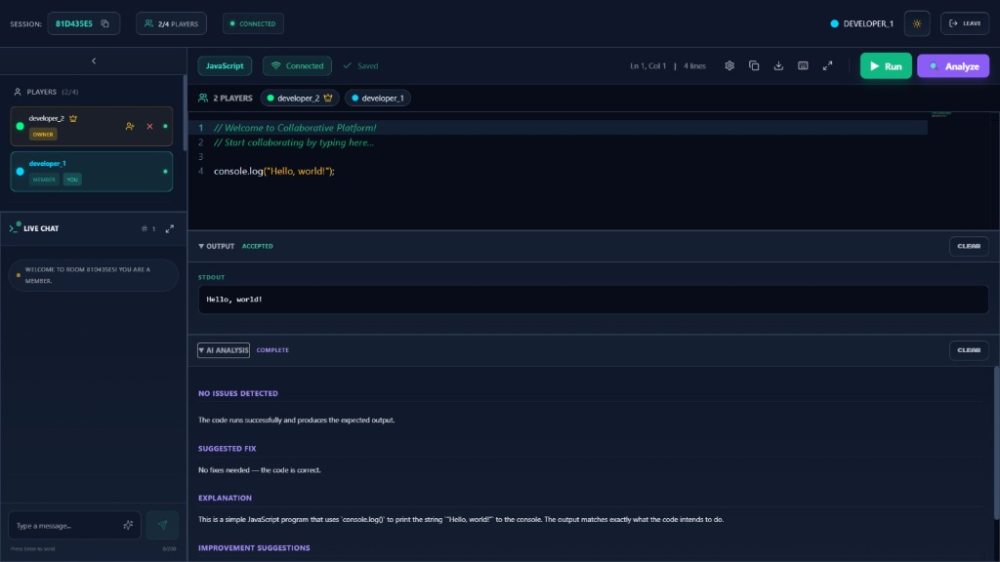 SESSION: 81D435E5 2/4 PLAYERS CONNECTED DEVELOPER_1 LEAVE
JavaScript Connected Saved Ln 1, Col 1 | 4 lines Run Analyze
PLAYERS (2/4)
developer_2
OWNER
developer_1
MEMBER YOU
LIVE CHAT # 1
WELCOME TO ROOM 81D435E5! YOU ARE A
MEMBER.
Type a message...
Press Enter to send 0/200
2 PLAYERS developer_2 developer_1
1 // Welcome to Collaborative Platform!
2 // Start collaborating by typing here...
3
4 console.log("Hello, world!");
▼ OUTPUT ACCEPTED CLEAR
STDOUT
Hello, world!
▼ AI ANALYSIS COMPLETE CLEAR
NO ISSUES DETECTED
The code runs successfully and produces the expected output.
SUGGESTED FIX
No fixes needed — the code is correct.
EXPLANATION
This is a simple JavaScript program that uses `console.log()` to print the string `"Hello, world!"` to the console. The output matches exactly what the code intends to do.
IMPROVEMENT SUGGESTIONS